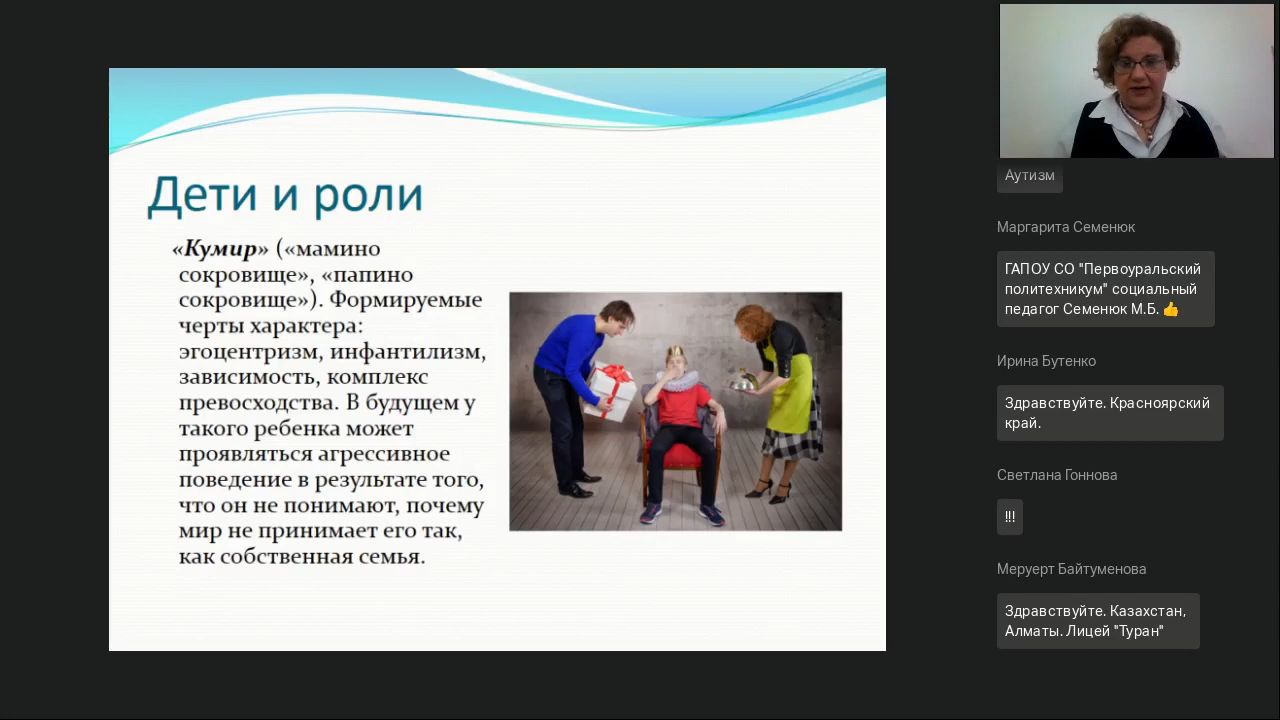 Дети и роли
«Кумир» («мамино
сокровище», «папино
сокровище»). Формируемые
черты характера:
эгоцентризм, инфантилизм,
зависимость, комплекс
превосходства. В будущем у
такого ребенка может
проявляться агрессивное
поведение в результате того,
что он не понимают, почему
мир не принимает его так,
как собственная семья.
Аутизм
Маргарита Семенюк
ГАПОУ СО "Первоуральский
политехникум" социальный
педагог Семенюк М.Б. 👍
Ирина Бутенко
Здравствуйте. Красноярский
край.
Светлана Гоннова
!!!
Меруерт Байтуменова
Здравствуйте. Казахстан,
Алматы. Лицей "Туран"